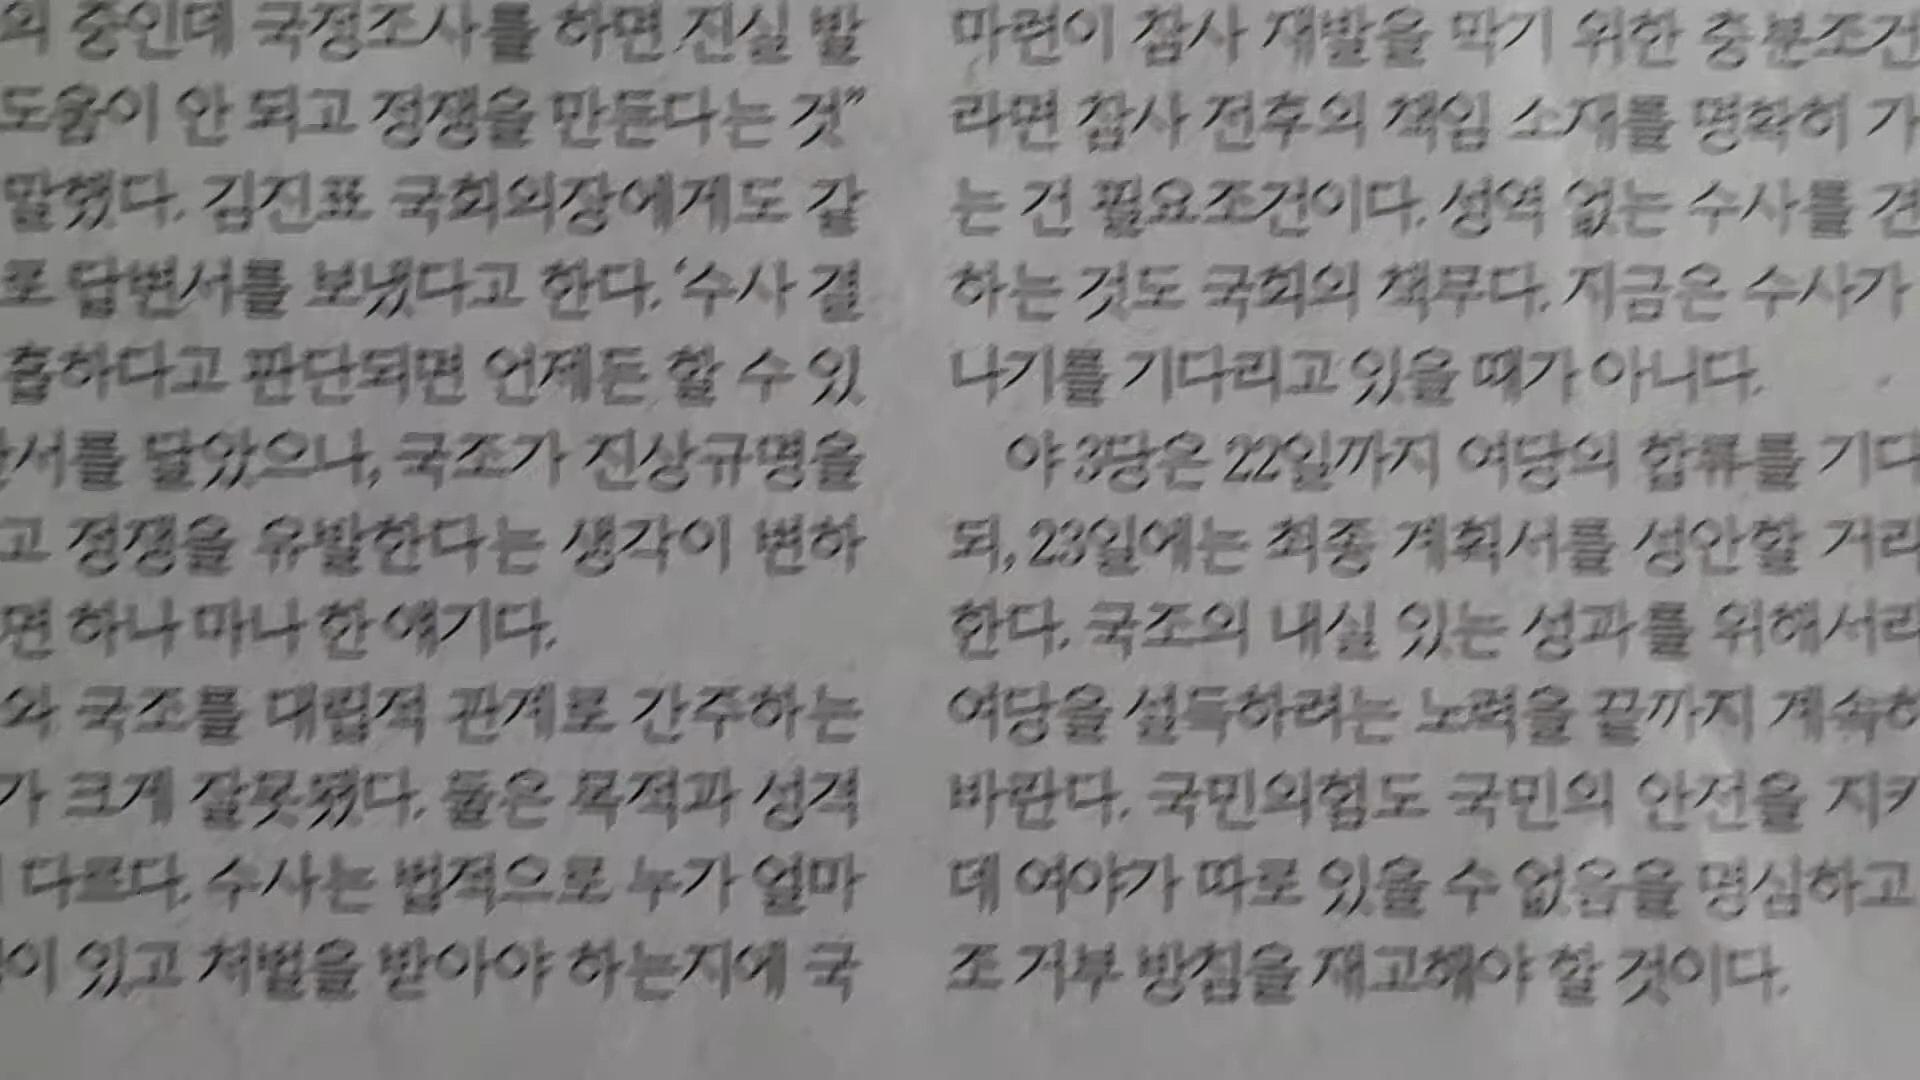 의 중인데 국정조사를 하면 진실 발
도움이 안 되고 정쟁을 만든다는 것”
말했다. 김진표 국회의장에게도 같
로 답변서를 보냈다고 한다. ‘수사 결
흡하다고 판단되면 언제든 할 수 있
서를 달았으나, 국조가 진상규명을
고 정쟁을 유발한다는 생각이 변하
면 하나 마나 한 얘기다.
와 국조를 대립적 관계로 간주하는
가 크게 잘못됐다. 둘은 목적과 성격
다르다. 수사는 법적으로 누가 얼마
이 있고 처벌을 받아야 하는지에 국
마련이 참사 재발을 막기 위한 충분조건
라면 참사 전후의 책임 소재를 명확히 가
는 건 필요조건이다. 성역 없는 수사를 견
하는 것도 국회의 책무다. 지금은 수사가
나기를 기다리고 있을 때가 아니다.
야 3당은 22일까지 여당의 합류를 기다
되, 23일에는 최종 계획서를 성안할 거라
한다. 국조의 내실 있는 성과를 위해서라
여당을 설득하려는 노력을 끝까지 계속하
바란다. 국민의힘도 국민의 안전을 지키
데 여야가 따로 있을 수 없음을 명심하고
조 거부 방침을 재고해야 할 것이다.